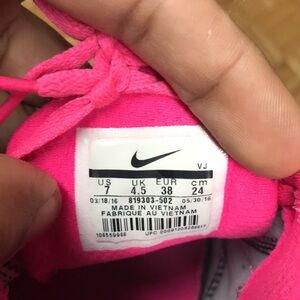 VJ
US UK EUR cm
7 4.5 38 24
03/18/16 819303-502 05/30/16
MADE IN VIETNAM
FABRIQUE AU VIETNAM